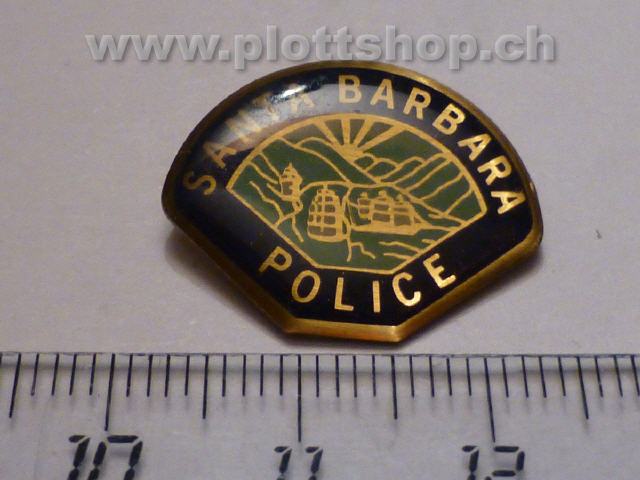 www.plottshop.ch
SANTA BARBARA
POLICE
10 11 12